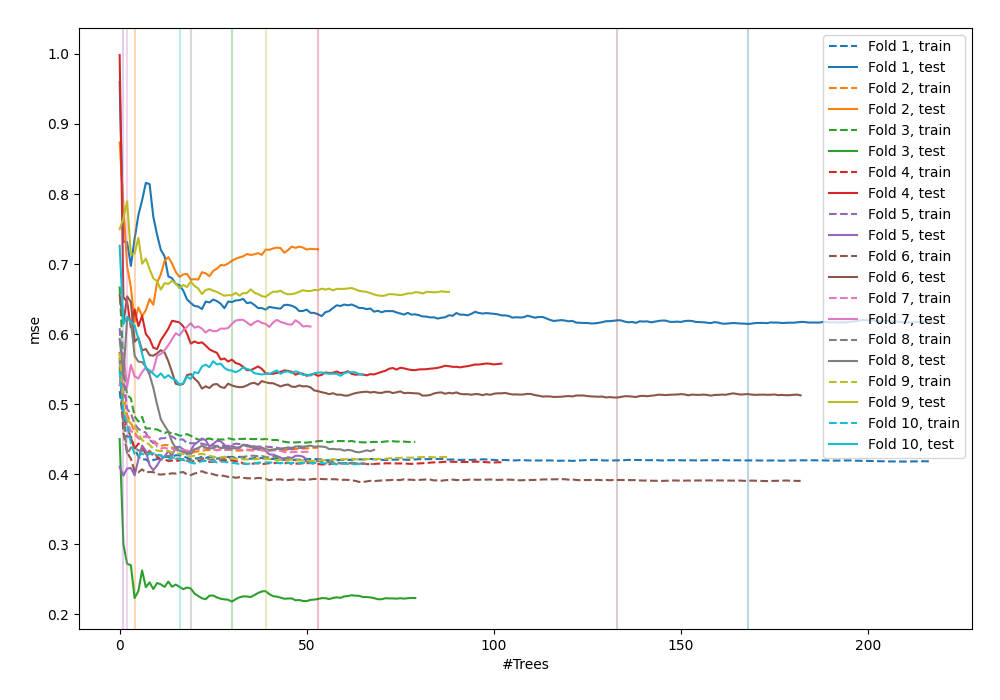 1.0
0.9
0.8
0.7
0.6
0.5
0.4
0.3
0.2
mse
0
50
100
150
200
#Trees
Fold 1, train
Fold 1, test
Fold 2, train
Fold 2, test
Fold 3, train
Fold 3, test
Fold 4, train
Fold 4, test
Fold 5, train
Fold 5, test
Fold 6, train
Fold 6, test
Fold 7, train
Fold 7, test
Fold 8, train
Fold 8, test
Fold 9, train
Fold 9, test
Fold 10, train
Fold 10, test